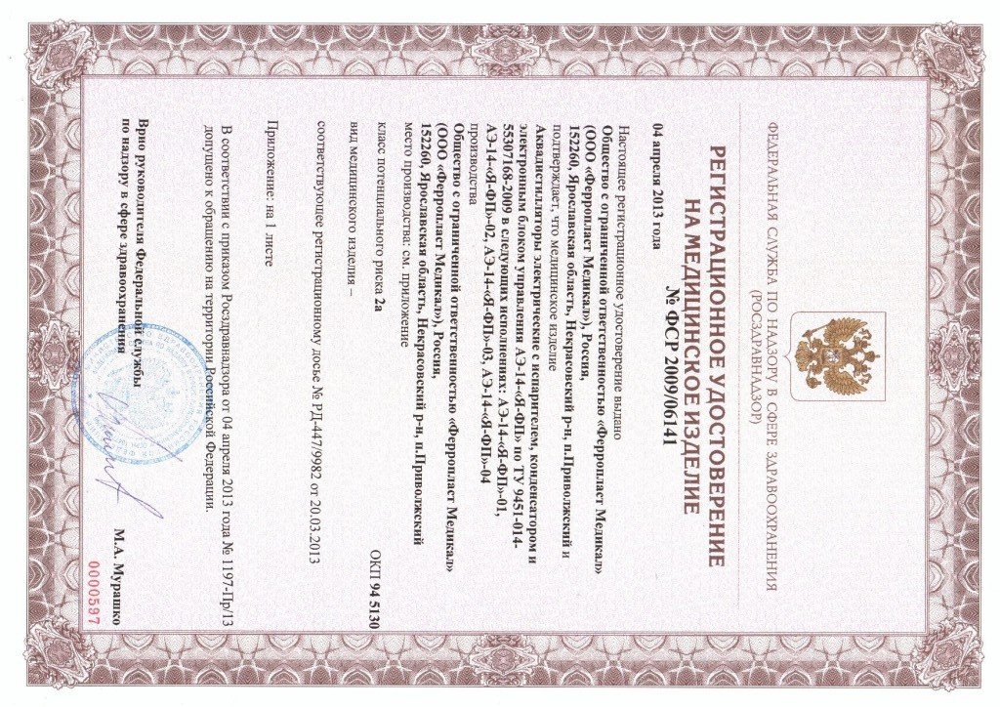 ФЕДЕРАЛЬНАЯ СЛУЖБА ПО НАДЗОРУ В СФЕРЕ ЗДРАВООХРАНЕНИЯ
(РОСЗДРАВНАДЗОР)
РЕГИСТРАЦИОННОЕ УДОСТОВЕРЕНИЕ
НА МЕДИЦИНСКОЕ ИЗДЕЛИЕ
№ ФСР 2009/06141
04 апреля 2013 года
Настоящее регистрационное удостоверение выдано
Общество с ограниченной ответственностью «Ферропласт Медикал»
(ООО «Ферропласт Медикал»), Россия,
152260, Ярославская область, Некрасовский р-н, п.Приволжский и
подтверждает, что медицинское изделие
Аквадистилляторы электрические с испарителем, конденсатором и
электронным блоком управления АЭ-14-«Я-ФП» по ТУ 9451-014-
55307168-2009 в следующих исполнениях: АЭ-14-«Я-ФП»-01,
АЭ-14-«Я-ФП»-02, АЭ-14-«Я-ФП»-03, АЭ-14-«Я-ФП»-04
производства
Общество с ограниченной ответственностью «Ферропласт Медикал»
(ООО «Ферропласт Медикал»), Россия,
152260, Ярославская область, Некрасовский р-н, п.Приволжский
место производства: см. приложение
класс потенциального риска 2а
ОКП 94 5130
вид медицинского изделия –
соответствующее регистрационному досье № РД-447/9982 от 20.03.2013
Приложение: на 1 листе
В соответствии с приказом Росздравнадзора от 04 апреля 2013 года № 1197-Пр/13
допущено к обращению на территории Российской Федерации.
Врио руководителя Федеральной службы
по надзору в сфере здравоохранения
М.А. Мурашко
0000597